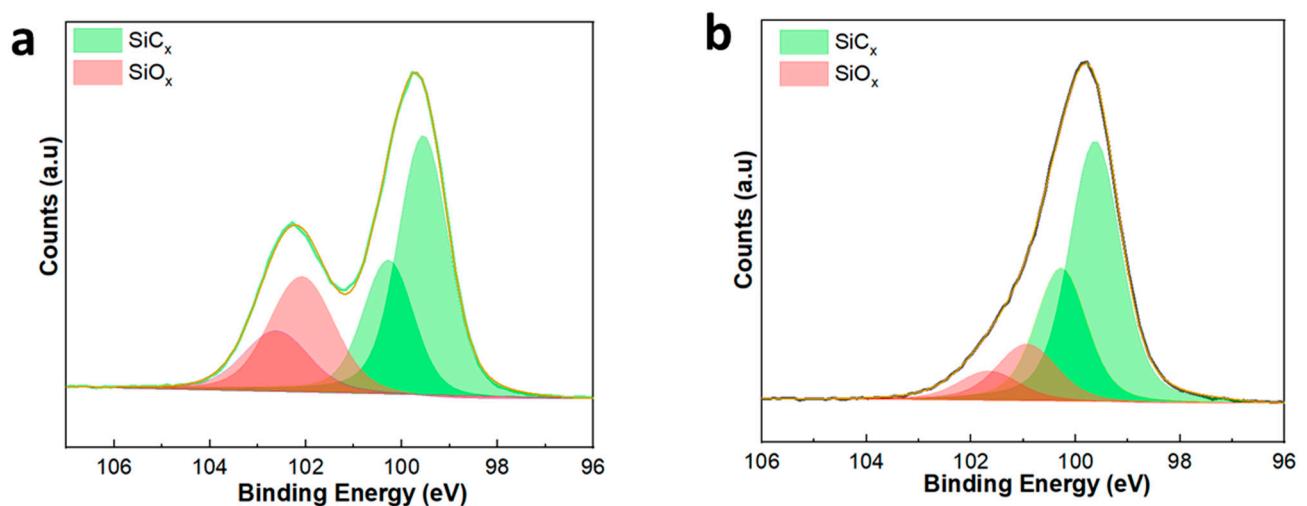 a
SiCₓ
SiOₓ
Counts (a.u)
106 104 102 100 98 96
Binding Energy (eV)
b
SiCₓ
SiOₓ
Counts (a.u)
106 104 102 100 98 96
Binding Energy (eV)